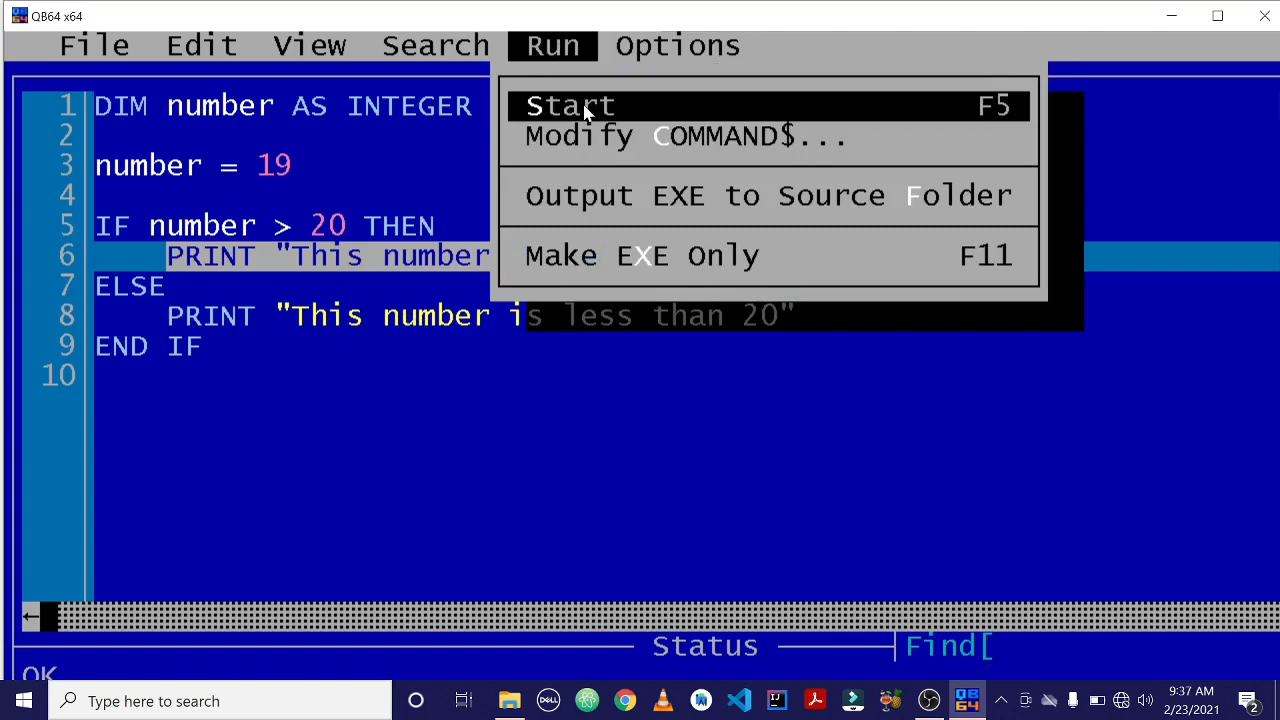 QB64 x64
File Edit View Search Run Options
Start F5
Modify COMMAND$...
Output EXE to Source Folder
Make EXE Only F11
1 DIM number AS INTEGER
2
3 number = 19
4
5 IF number > 20 THEN
6 PRINT "This number
7 ELSE
8 PRINT "This number is less than 20"
9 END IF
10
Status Find[
OK
Type here to search
DELL
QB64
9:37 AM
2/23/2021
2